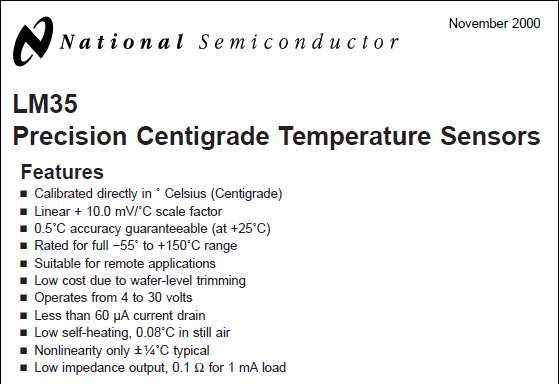 November 2000
National Semiconductor
LM35
Precision Centigrade Temperature Sensors
Features
■ Calibrated directly in ˚ Celsius (Centigrade)
■ Linear + 10.0 mV/˚C scale factor
■ 0.5˚C accuracy guaranteeable (at +25˚C)
■ Rated for full −55˚ to +150˚C range
■ Suitable for remote applications
■ Low cost due to wafer-level trimming
■ Operates from 4 to 30 volts
■ Less than 60 µA current drain
■ Low self-heating, 0.08˚C in still air
■ Nonlinearity only ±¼˚C typical
■ Low impedance output, 0.1 Ω for 1 mA load